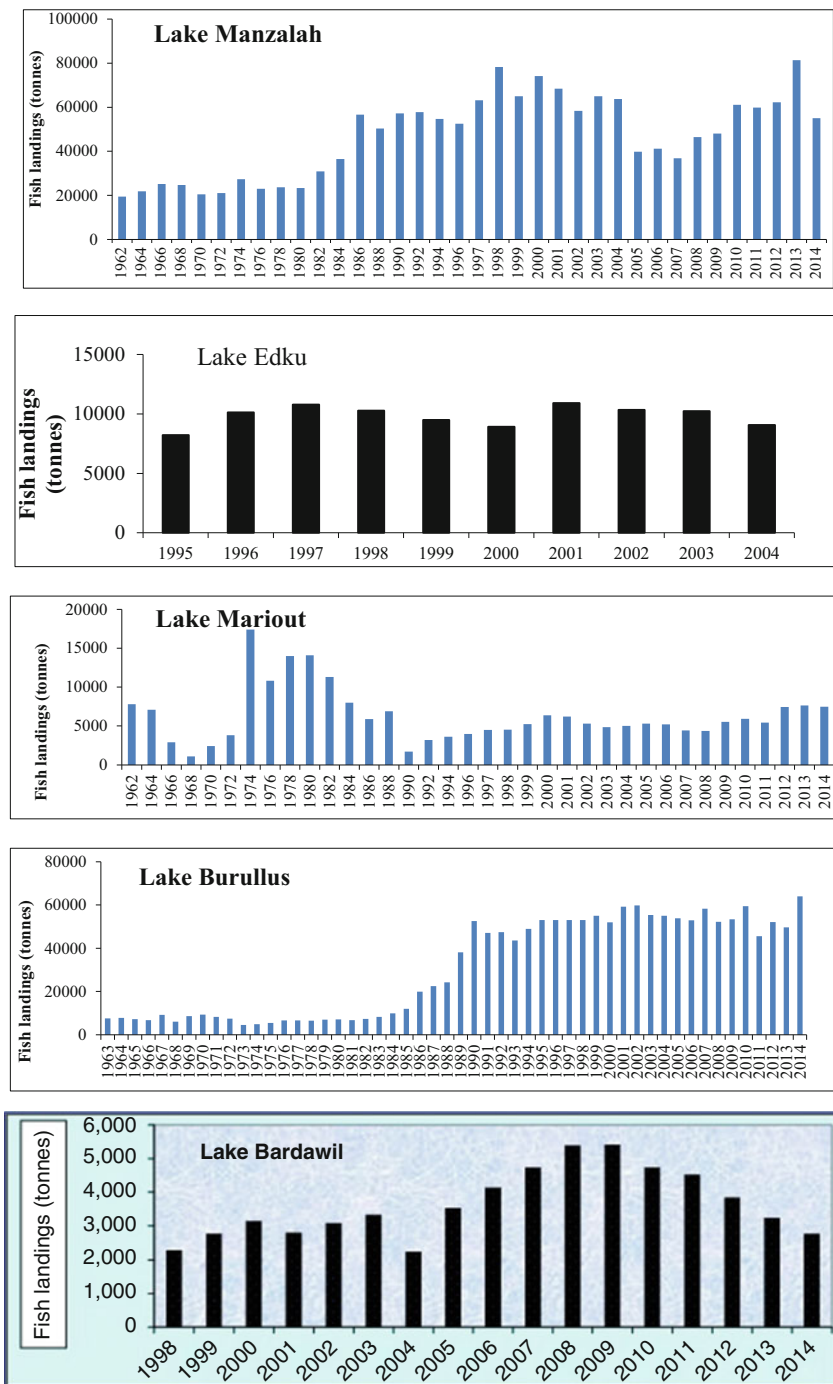 Lake Manzalah
Fish landings (tonnes)
100000
80000
60000
40000
20000
0
1962 1964 1966 1968 1970 1972 1974 1976 1978 1980 1982 1984 1986 1988 1990 1992 1994 1996 1997 1998 1999 2000 2001 2002 2003 2004 2005 2006 2007 2008 2009 2010 2011 2012 2013 2014
Lake Edku
Fish landings
(tonnes)
15000
10000
5000
0
1995 1996 1997 1998 1999 2000 2001 2002 2003 2004
Lake Mariout
Fish landings (tonnes)
20000
15000
10000
5000
0
1962 1964 1966 1968 1970 1972 1974 1976 1978 1980 1982 1984 1986 1988 1990 1992 1994 1996 1997 1998 1999 2000 2001 2002 2003 2004 2005 2006 2007 2008 2009 2010 2011 2012 2013 2014
Lake Burullus
Fish landings (tonnes)
80000
60000
40000
20000
0
1963 1964 1965 1966 1967 1968 1969 1970 1971 1972 1973 1974 1975 1976 1977 1978 1979 1980 1981 1982 1983 1984 1985 1986 1987 1988 1989 1990 1991 1992 1993 1994 1995 1996 1997 1998 1999 2000 2001 2002 2003 2004 2005 2006 2007 2008 2009 2010 2011 2012 2013 2014
Lake Bardawil
Fish landings (tonnes)
6,000
5,000
4,000
3,000
2,000
1,000
0
1998 1999 2000 2001 2002 2003 2004 2005 2006 2007 2008 2009 2010 2011 2012 2013 2014